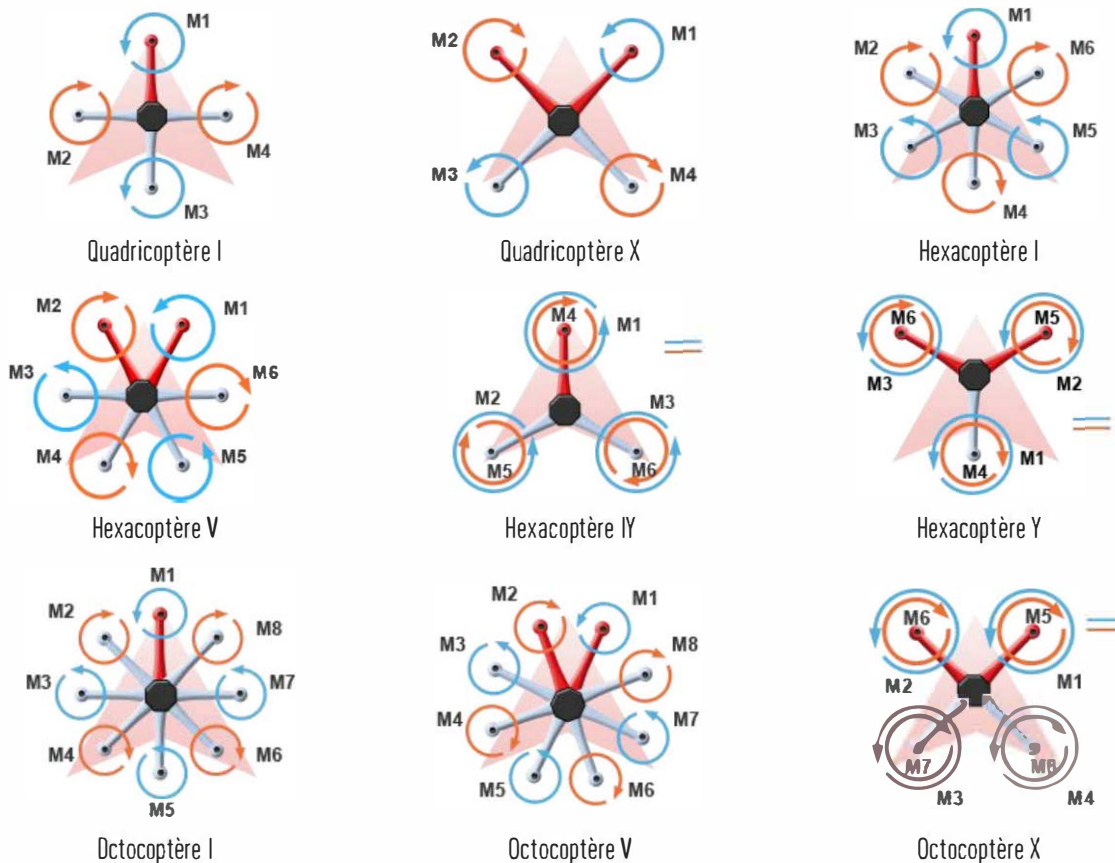 M1
M2
M4
M3
Quadricoptère I
M2
M1
M3
M4
Quadricoptère X
M1
M2
M6
M3
M5
M4
Hexacoptère I
M2
M1
M3
M6
M4
M5
Hexacoptère V
M4
M1
M2
M3
M5
M6
Hexacoptère IY
M6
M5
M3
M2
M4
M1
Hexacoptère Y
M1
M2
M8
M3
M7
M4
M6
M5
Dctocoptère I
M2
M1
M3
M8
M4
M7
M5
M6
Octocoptère V
M6
M5
M2
M1
M7
M3
M4
Octocoptère X